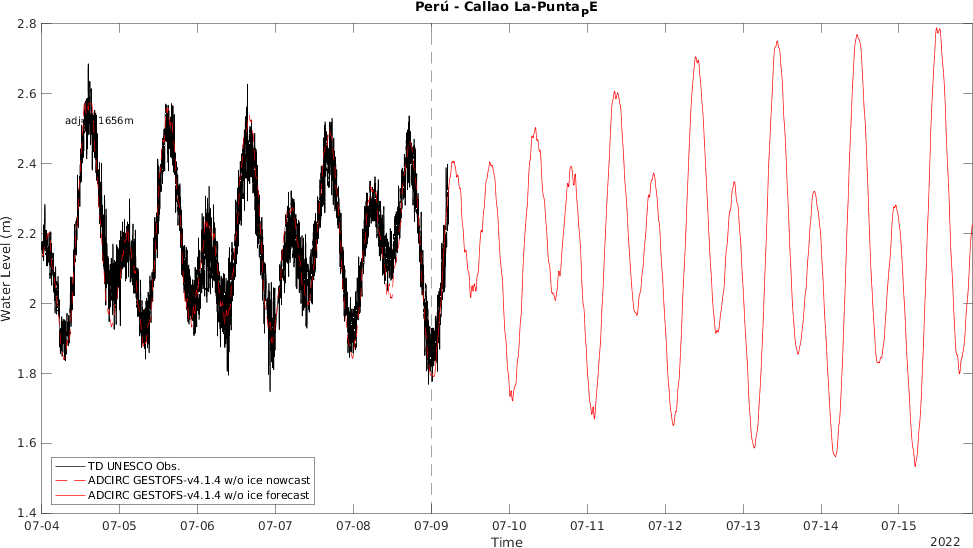 Perú - Callao La-Punta_PE
2.8
2.6
2.4
2.2
2
1.8
1.6
1.4
Water Level (m)
1656m
TD UNESCO Obs.
ADCIRC GESTOFS-v4.1.4 w/o ice nowcast
ADCIRC GESTOFS-v4.1.4 w/o ice forecast
07-04 07-05 07-06 07-07 07-08 07-09 07-10 07-11 07-12 07-13 07-14 07-15
Time
2022